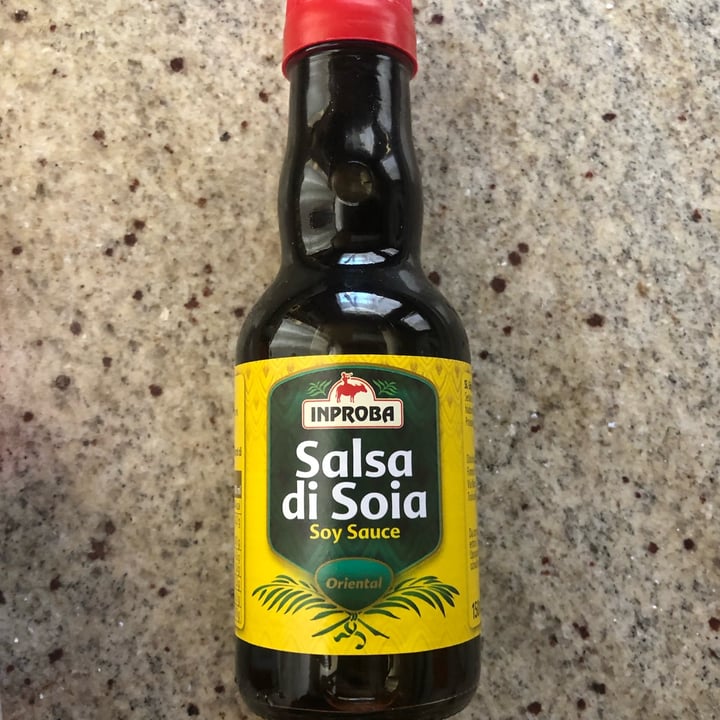 INPROBA
Salsa
di Soia
Soy Sauce
Oriental